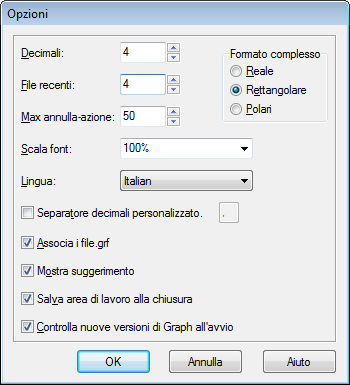 Opzioni
Decimali: 4
File recenti: 4
Max annulla-azione: 50
Formato complesso
Reale
Rettangolare
Polari
Scala font: 100%
Lingua: Italian
Separatore decimali personalizzato. .
Associa i file.grf
Mostra suggerimento
Salva area di lavoro alla chiusura
Controlla nuove versioni di Graph all'avvio
OK Annulla Aiuto